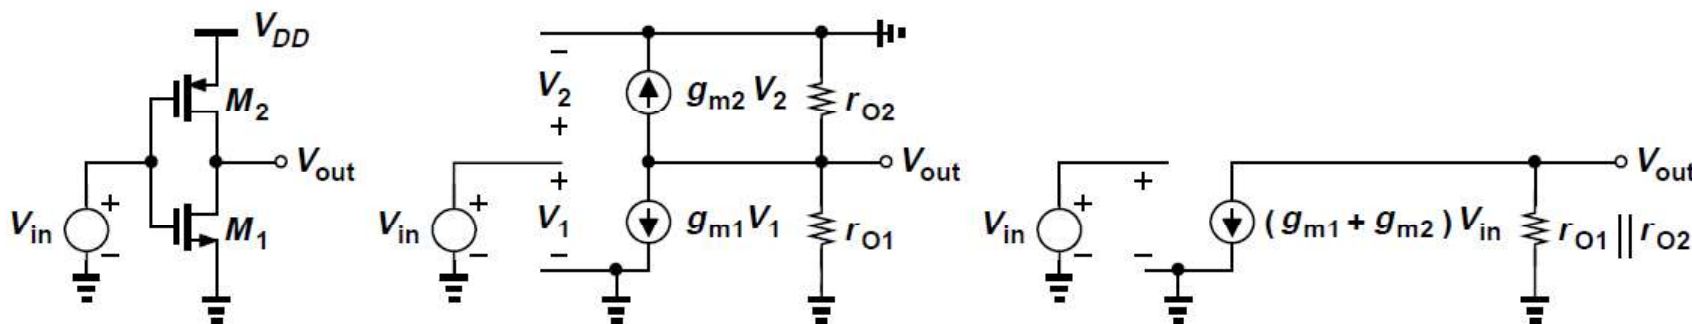 V_DD
M_2
V_out
V_in
+
−
M_1
−
V_2
+
g_m2 V_2
r_O2
V_out
V_in
+
−
+
V_1
−
g_m1 V_1
r_O1
V_in
+
−
+
−
(g_m1 + g_m2) V_in
V_out
r_O1 || r_O2